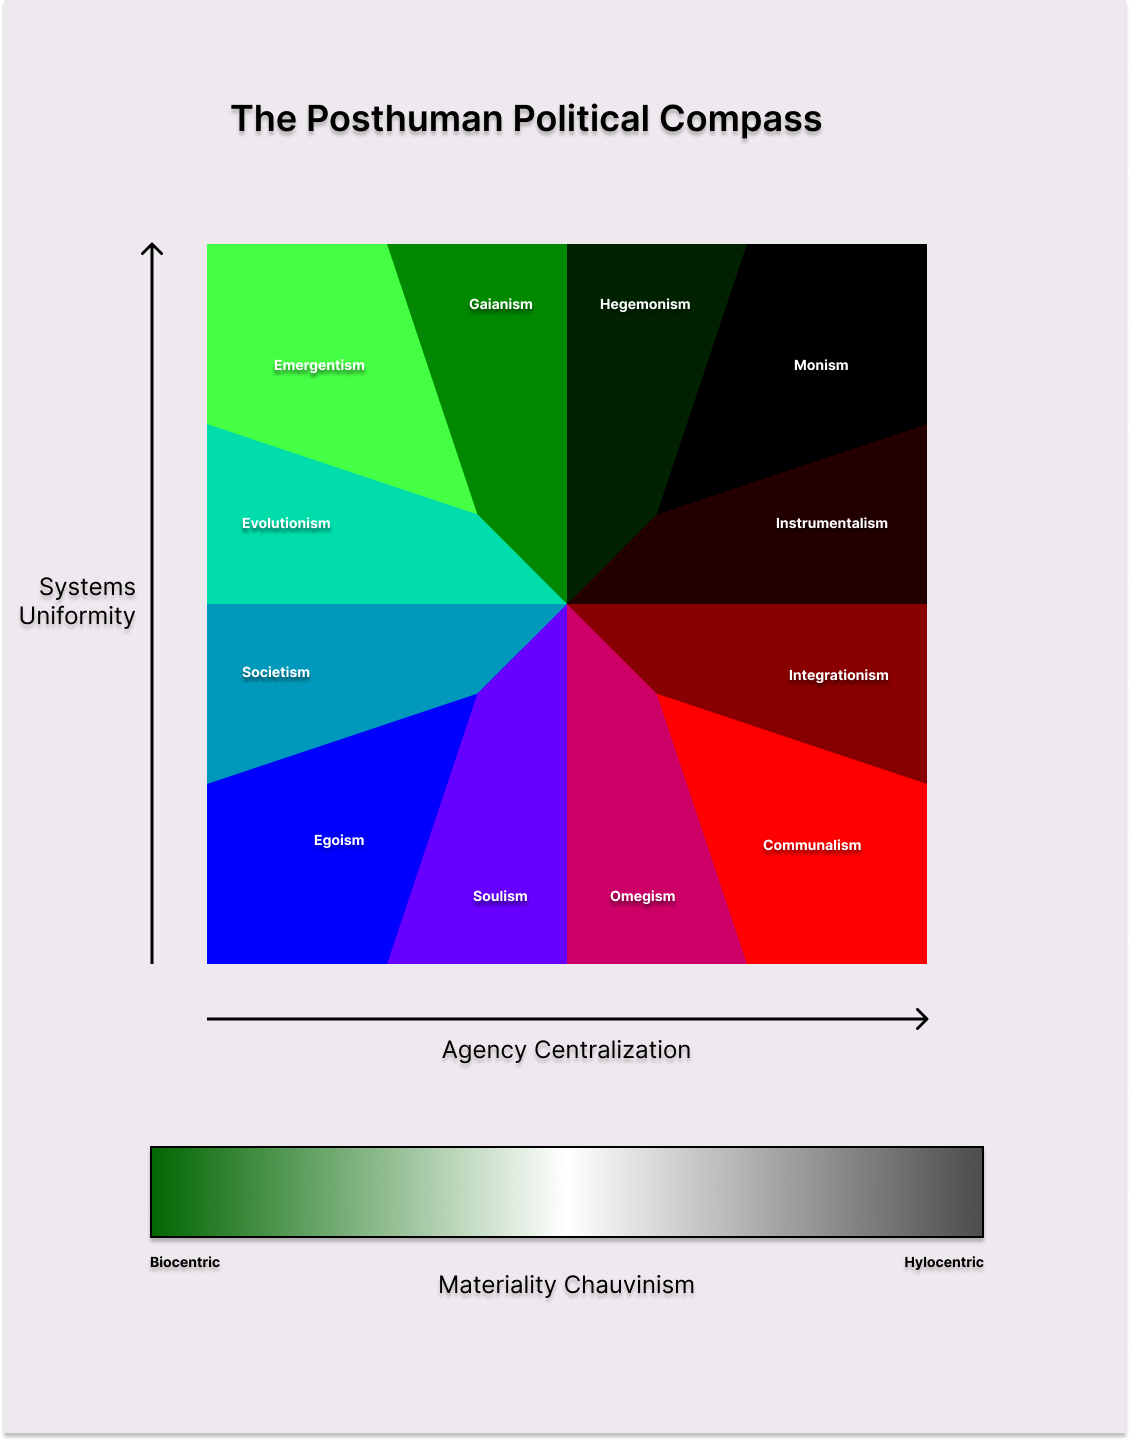 The Posthuman Political Compass
Gaianism
Hegemonism
Emergentism
Monism
Evolutionism
Instrumentalism
Systems
Uniformity
Societism
Integrationism
Egoism
Communalism
Soulism
Omegism
Agency Centralization
Biocentric
Hylocentric
Materiality Chauvinism